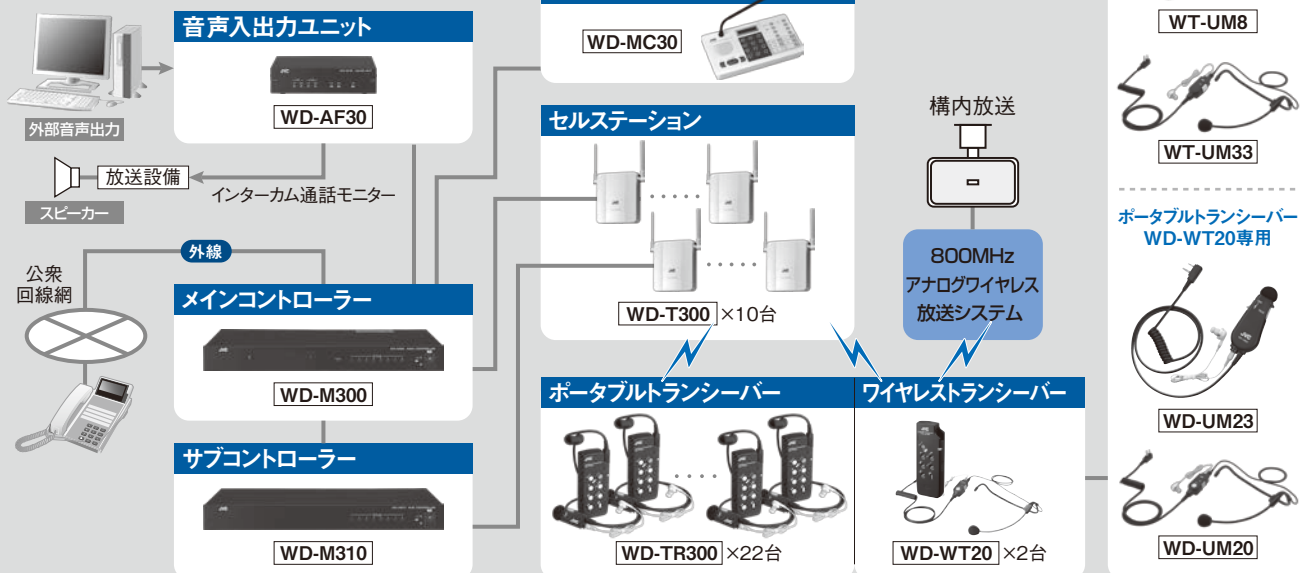 音声入出力ユニット
WD-AF30
外部音声出力
放送設備
スピーカー
インターカム通話モニター
外線
公衆
回線網
メインコントローラー
WD-M300
サブコントローラー
WD-M310
WD-MC30
セルステーション
WD-T300 ×10台
ポータブルトランシーバー
WD-TR300 ×22台
ワイヤレストランシーバー
WD-WT20 ×2台
構内放送
800MHz
アナログワイヤレス
放送システム
WT-UM8
WT-UM33
ポータブルトランシーバー
WD-WT20専用
WD-UM23
WD-UM20